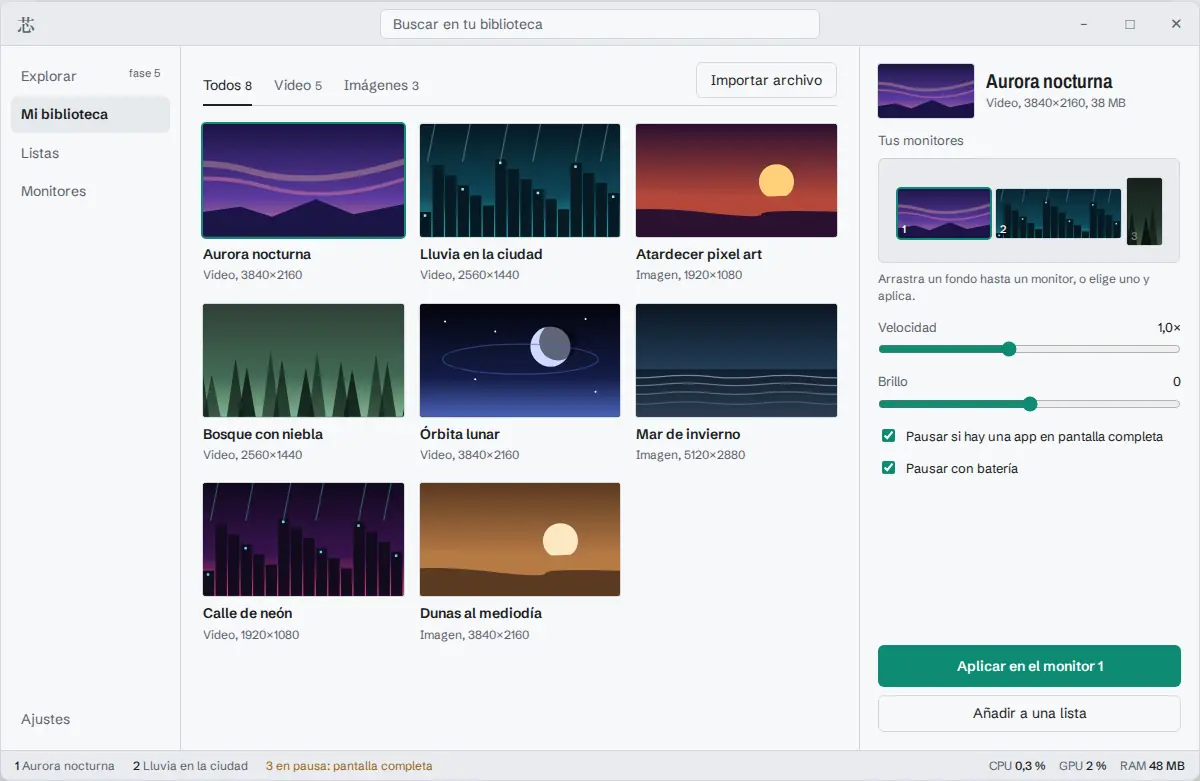 芯
Buscar en tu biblioteca
Explorar fase 5
Mi biblioteca
Listas
Monitores
Ajustes
Todos 8 Video 5 Imágenes 3
Importar archivo
Aurora nocturna
Video, 3840×2160
Lluvia en la ciudad
Video, 2560×1440
Atardecer pixel art
Imagen, 1920×1080
Bosque con niebla
Video, 2560×1440
Órbita lunar
Video, 3840×2160
Mar de invierno
Imagen, 5120×2880
Calle de neón
Video, 1920×1080
Dunas al mediodía
Imagen, 3840×2160
Aurora nocturna
Video, 3840×2160, 38 MB
Tus monitores
1 2 3
Arrastra un fondo hasta un monitor, o elige uno y
aplica.
Velocidad 1,0×
Brillo 0
Pausar si hay una app en pantalla completa
Pausar con batería
Aplicar en el monitor 1
Añadir a una lista
1 Aurora nocturna 2 Lluvia en la ciudad 3 en pausa: pantalla completa
CPU 0,3 % GPU 2 % RAM 48 MB